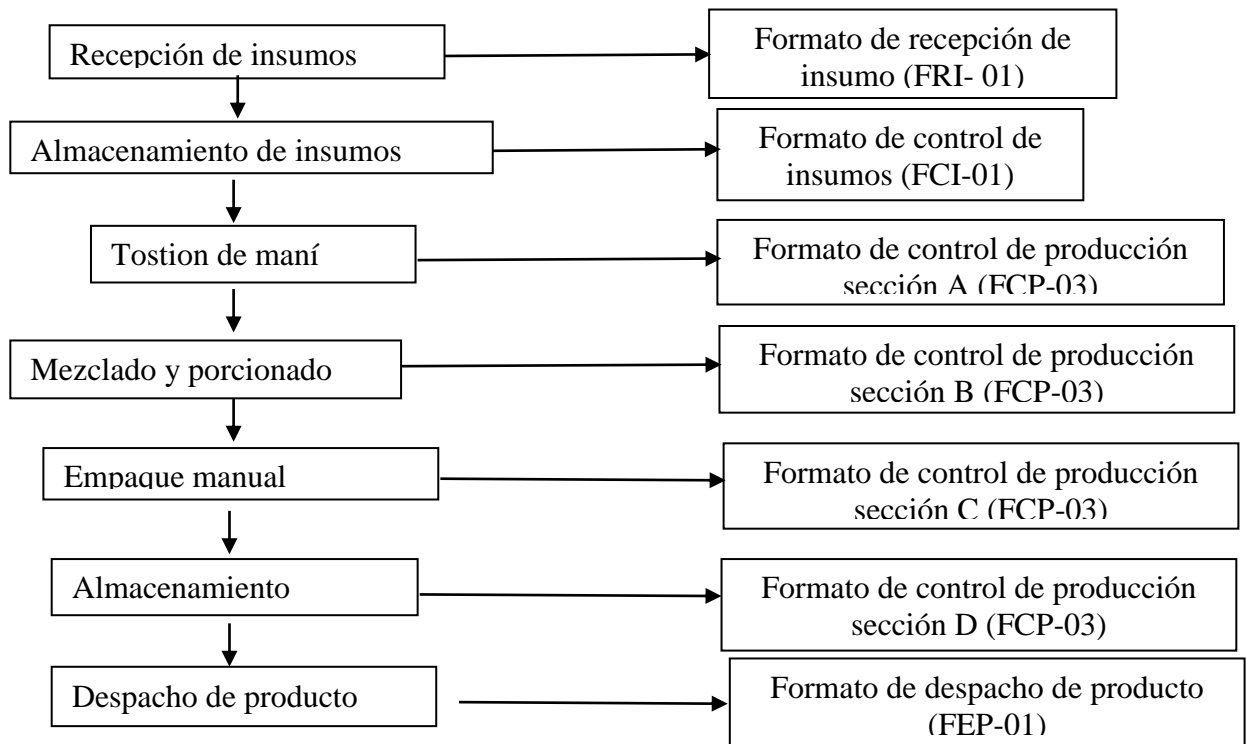 Recepción de insumos
Formato de recepción de
insumo (FRI- 01)
Almacenamiento de insumos
Formato de control de
insumos (FCI-01)
Tostion de maní
Formato de control de producción
sección A (FCP-03)
Mezclado y porcionado
Formato de control de producción
sección B (FCP-03)
Empaque manual
Formato de control de producción
sección C (FCP-03)
Almacenamiento
Formato de control de producción
sección D (FCP-03)
Despacho de producto
Formato de despacho de producto
(FEP-01)